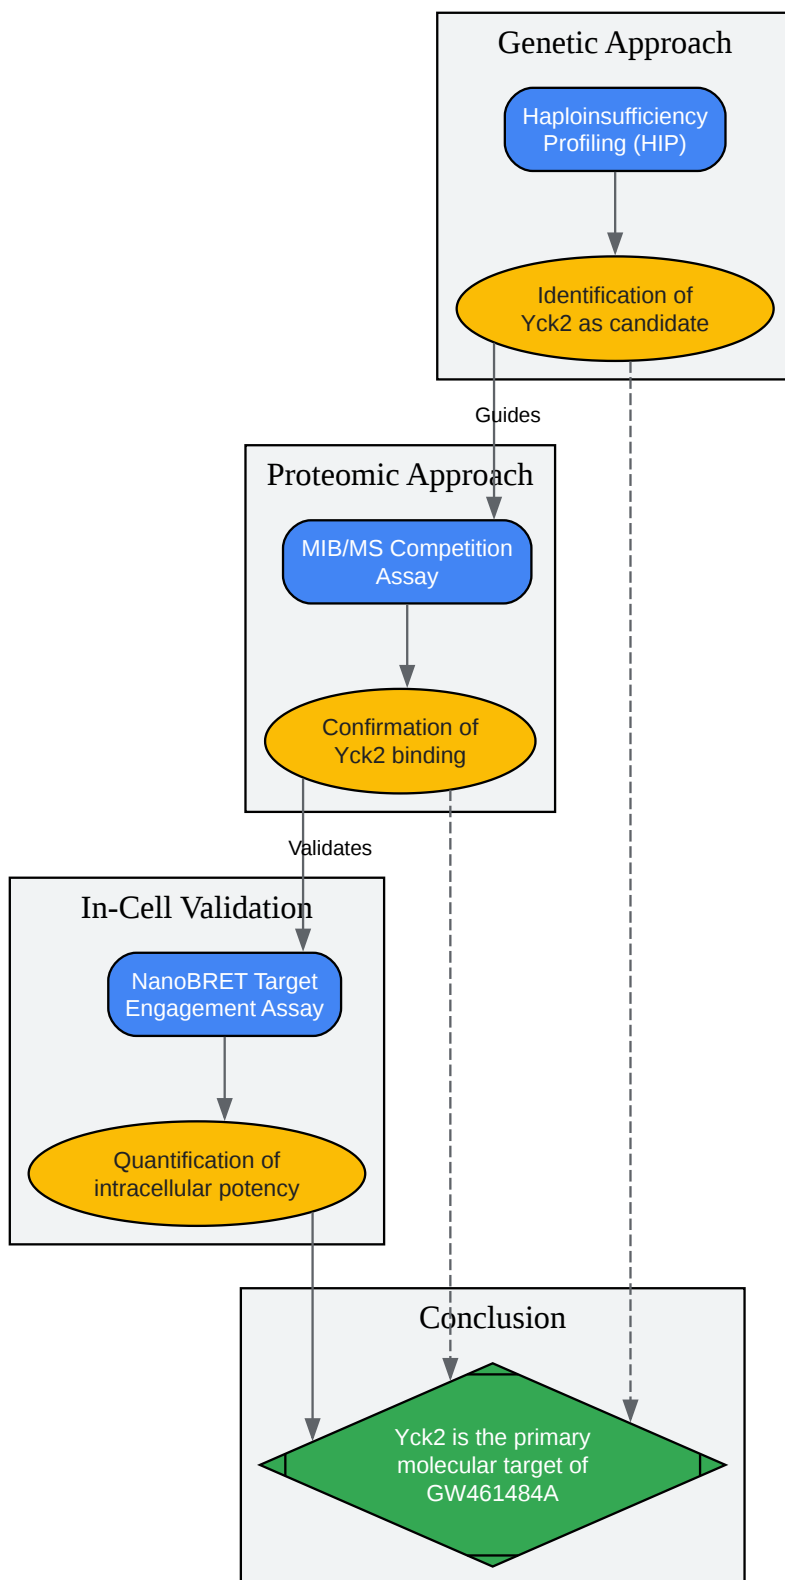 Genetic Approach
Haploinsufficiency
Profiling (HIP)
Identification of
Yck2 as candidate
Guides
Proteomic Approach
MIB/MS Competition
Assay
Confirmation of
Yck2 binding
Validates
In-Cell Validation
NanoBRET Target
Engagement Assay
Quantification of
intracellular potency
Conclusion
Yck2 is the primary
molecular target of
GW461484A